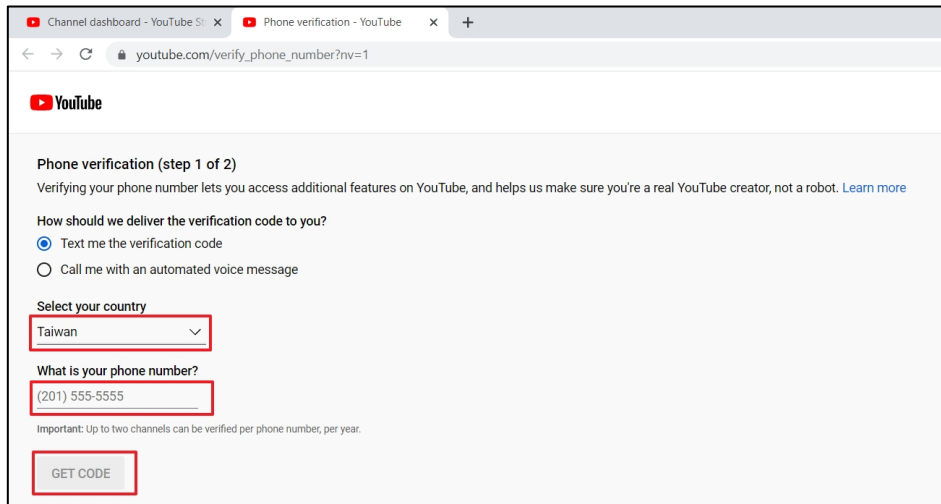 Channel dashboard - YouTube St
Phone verification - YouTube
youtube.com/verify_phone_number?nv=1
YouTube
Phone verification (step 1 of 2)
Verifying your phone number lets you access additional features on YouTube, and helps us make sure you're a real YouTube creator, not a robot. Learn more
How should we deliver the verification code to you?
Text me the verification code
Call me with an automated voice message
Select your country
Taiwan
What is your phone number?
(201) 555-5555
Important: Up to two channels can be verified per phone number, per year.
GET CODE